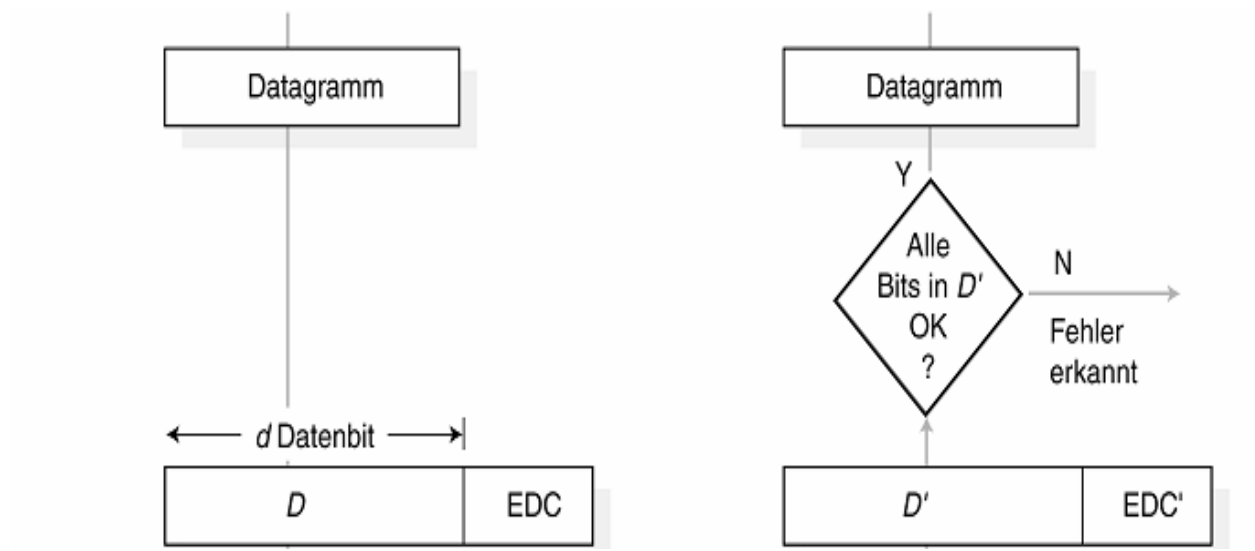 Datagramm
Datagramm
Y
Alle
Bits in D'
OK
?
N
Fehler
erkannt
d Datenbit
D
EDC
D'
EDC'